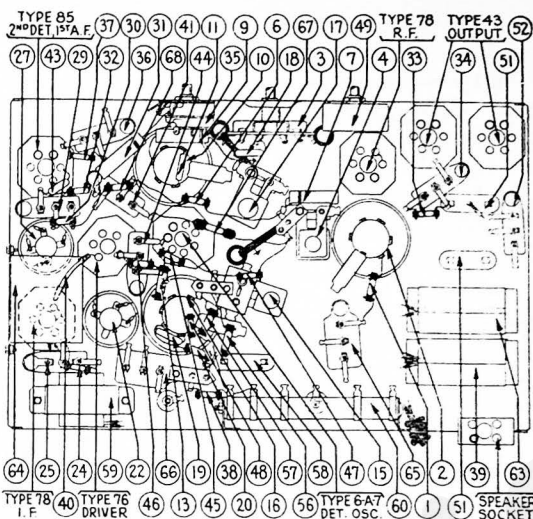 TYPE 85
2ND DET, 1ST A.F.
TYPE 78
R.F.
TYPE 43
OUTPUT
37 30 31 41 11 9 6 67 17 49 52
27 43 29 32 36 68 44 35 10 18 3 7 4 33 34 51
64 25 24 59 22 66 19 38 48 57 58 47 15 65 2 39 63
40 46 13 45 20 16 56 60 1 51
TYPE 78
I.F.
TYPE 76
DRIVER
TYPE 6-A7
DET. OSC.
SPEAKER
SOCKET